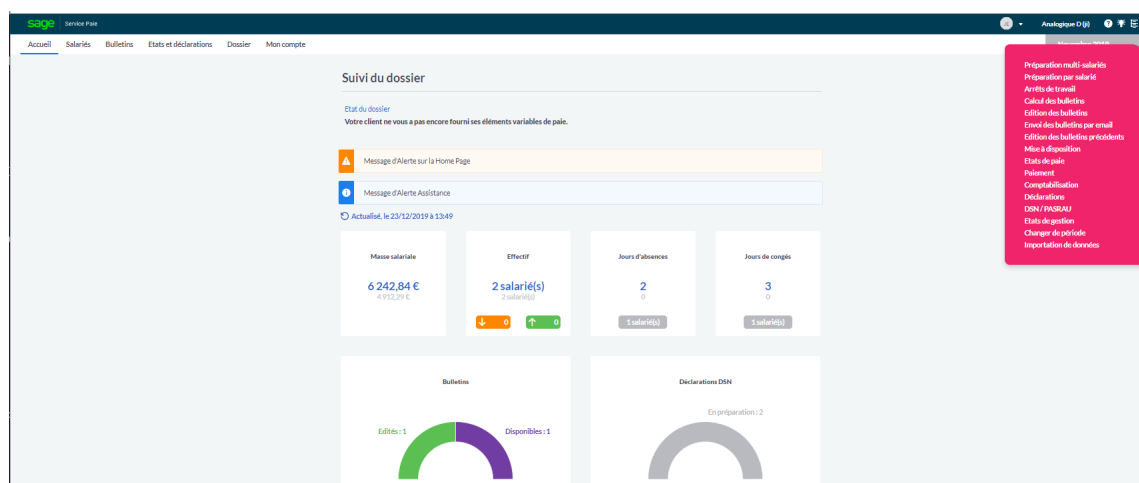 sage Service Paie
Analogique D (ji)
Accueil Salariés Bulletins Etats et déclarations Dossier Mon compte
Novembre 2019
Suivi du dossier
Etat du dossier
Votre client ne vous a pas encore fourni ses éléments variables de paie.
Message d'Alerte sur la Home Page
Message d'Alerte Assistance
Actualisé, le 23/12/2019 à 13:49
Masse salariale
6 242,84 €
4 912,29 €
Effectif
2 salarié(s)
2 salarié(s)
0 0
Jours d'absences
2
0
1 salarié(s)
Jours de congés
3
0
1 salarié(s)
Bulletins
Edités : 1
Disponibles : 1
Déclarations DSN
En préparation : 2
Préparation multi-salariés
Préparation par salarié
Arrêts de travail
Calcul des bulletins
Edition des bulletins
Envoi des bulletins par email
Edition des bulletins précédents
Mise à disposition
Etats de paie
Paiement
Comptabilisation
Déclarations
DSN / PASRAU
Etats de gestion
Changer de période
Importation de données